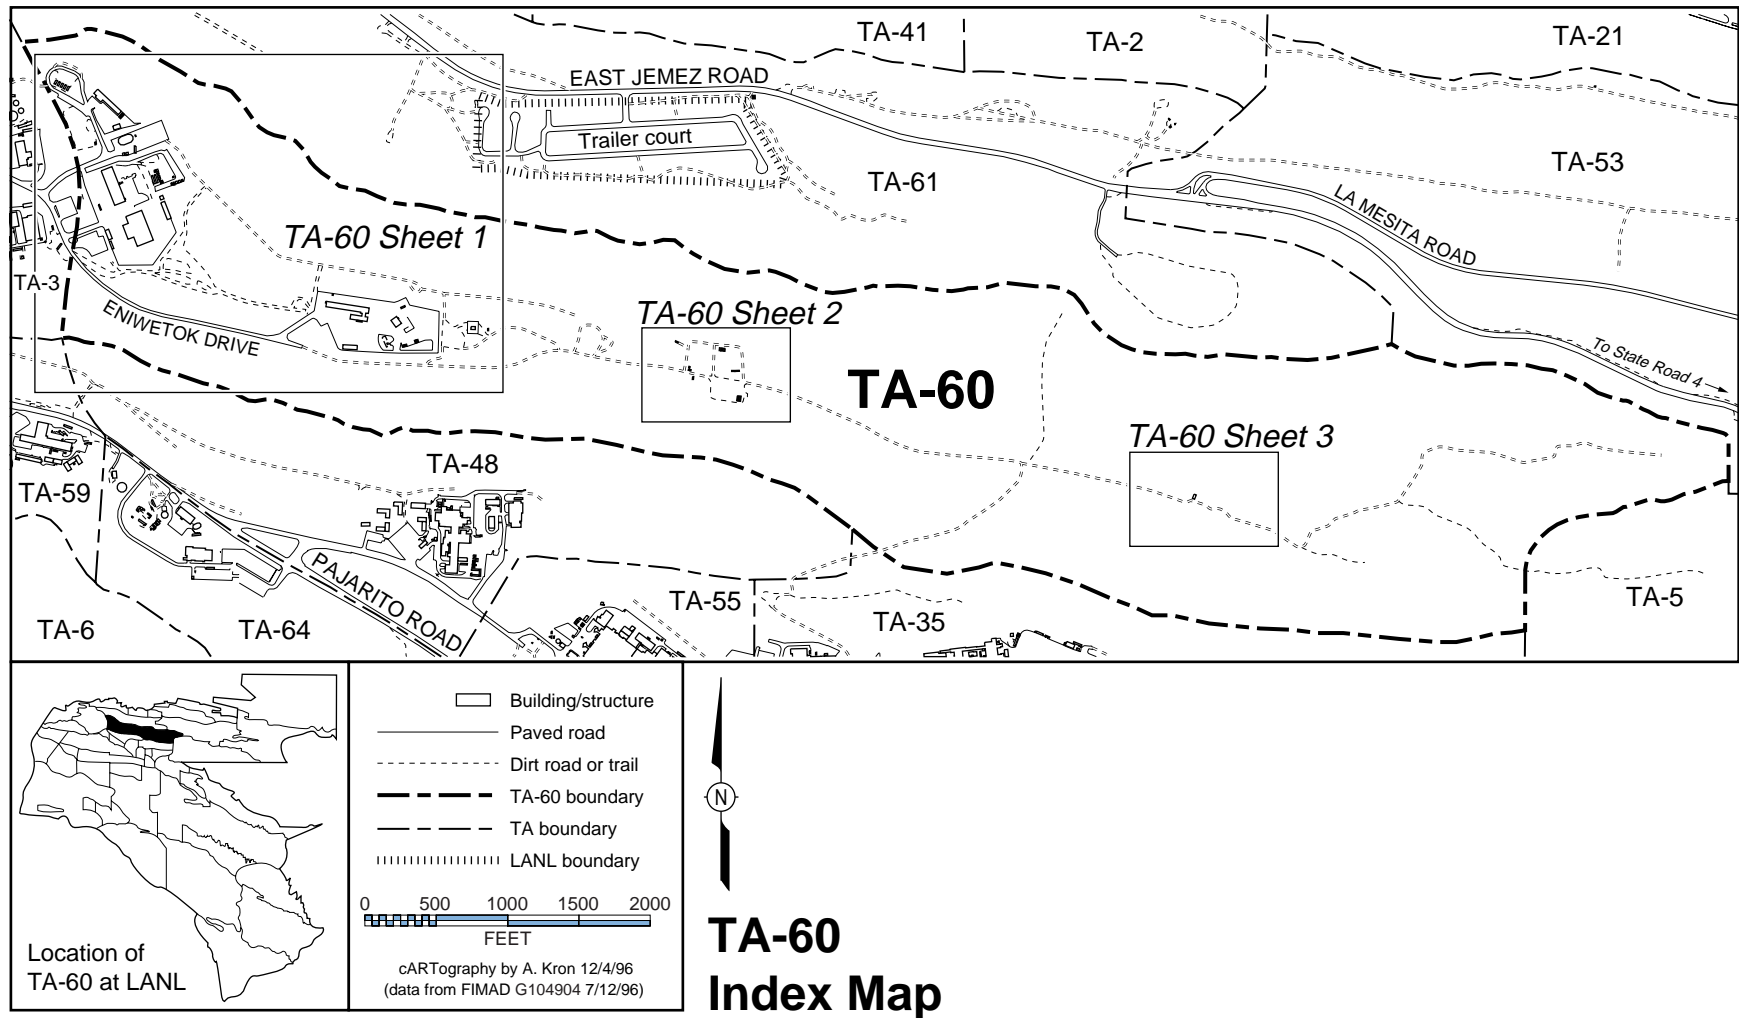 TA-41
TA-2
TA-21
EAST JEMEZ ROAD
Trailer court
TA-61
TA-53
LA MESITA ROAD
TA-60 Sheet 1
TA-3
ENIWETOK DRIVE
TA-60 Sheet 2
To State Road 4
TA-60
TA-60 Sheet 3
TA-48
TA-59
PAJARITO ROAD
TA-55
TA-35
TA-5
TA-6
TA-64
Location of
TA-60 at LANL
Building/structure
Paved road
Dirt road or trail
TA-60 boundary
TA boundary
LANL boundary
0 500 1000 1500 2000
FEET
cARTography by A. Kron 12/4/96
(data from FIMAD G104904 7/12/96)
N
TA-60
Index Map